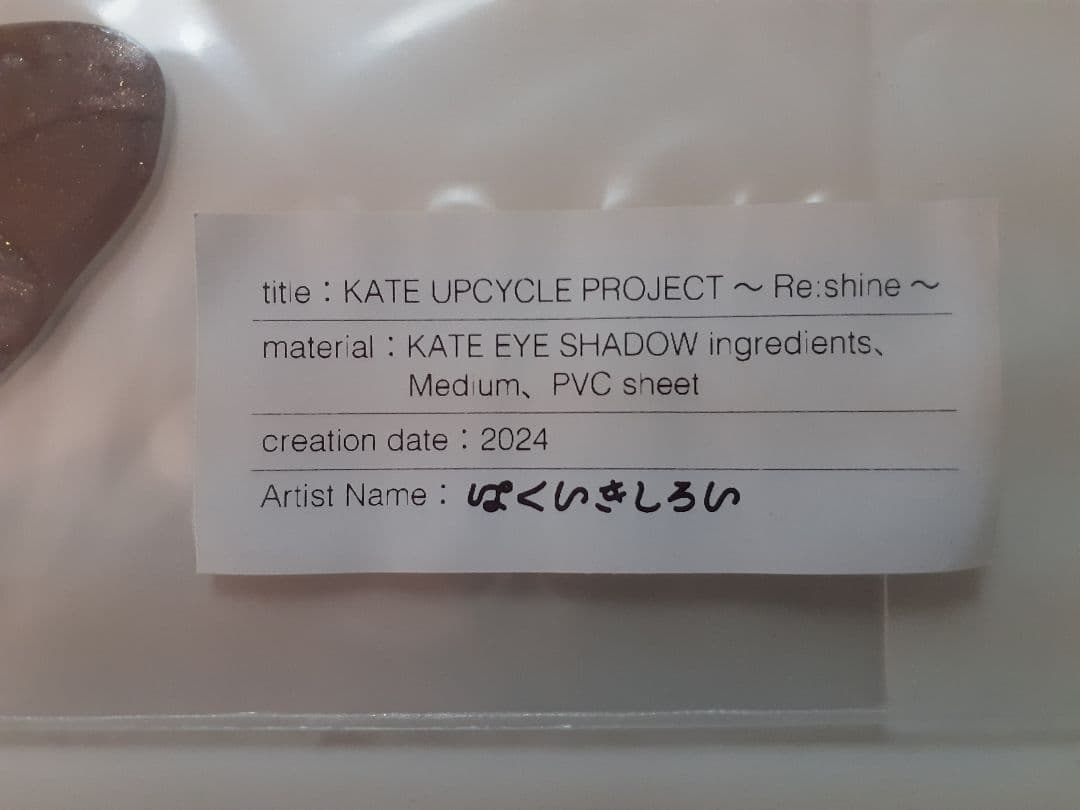 title：KATE UPCYCLE PROJECT～Re:shine～
material：KATE EYE SHADOW ingredients、
Medium、PVC sheet
creation date：2024
Artist Name：ぱくいきしろい